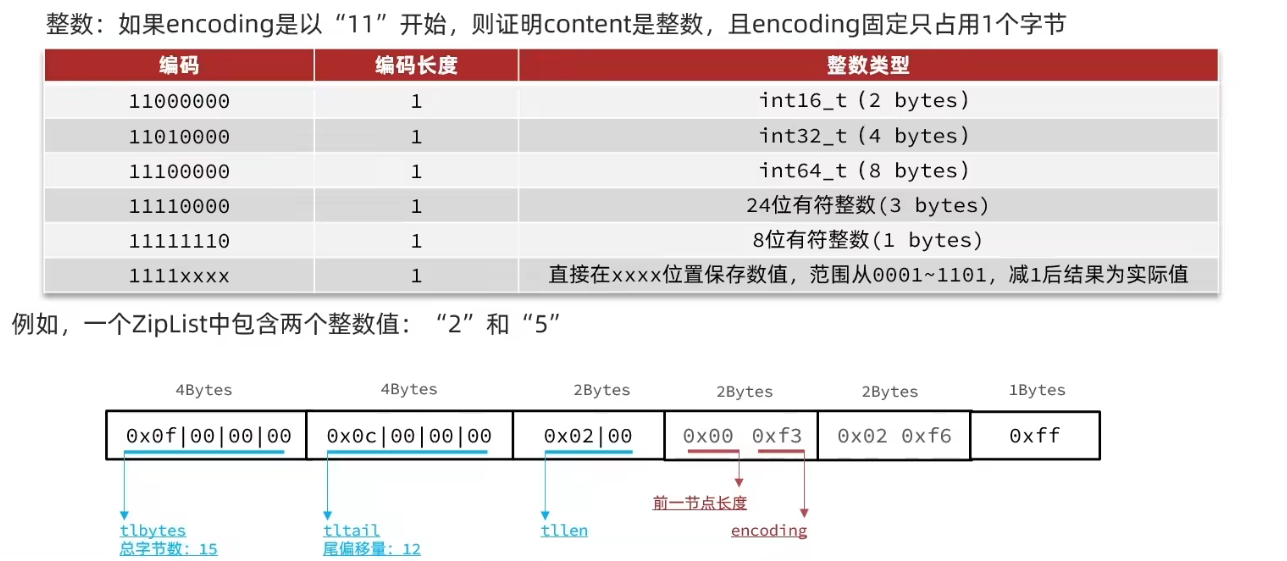 整数：如果encoding是以“11”开始，则证明content是整数，且encoding固定只占用1个字节
编码 编码长度 整数类型
11000000 1 int16_t（2 bytes）
11010000 1 int32_t（4 bytes）
11100000 1 int64_t（8 bytes）
11110000 1 24位有符整数(3 bytes)
11111110 1 8位有符整数(1 bytes)
1111xxxx 1 直接在xxxx位置保存数值，范围从0001~1101，减1后结果为实际值
例如，一个ZipList中包含两个整数值：“2”和“5”
4Bytes 4Bytes 2Bytes 2Bytes 2Bytes 1Bytes
0x0f|00|00|00 0x0c|00|00|00 0x02|00 0x00 0xf3 0x02 0xf6 0xff
前一节点长度
tlbytes tltail tllen encoding
总字节数：15 尾偏移量：12